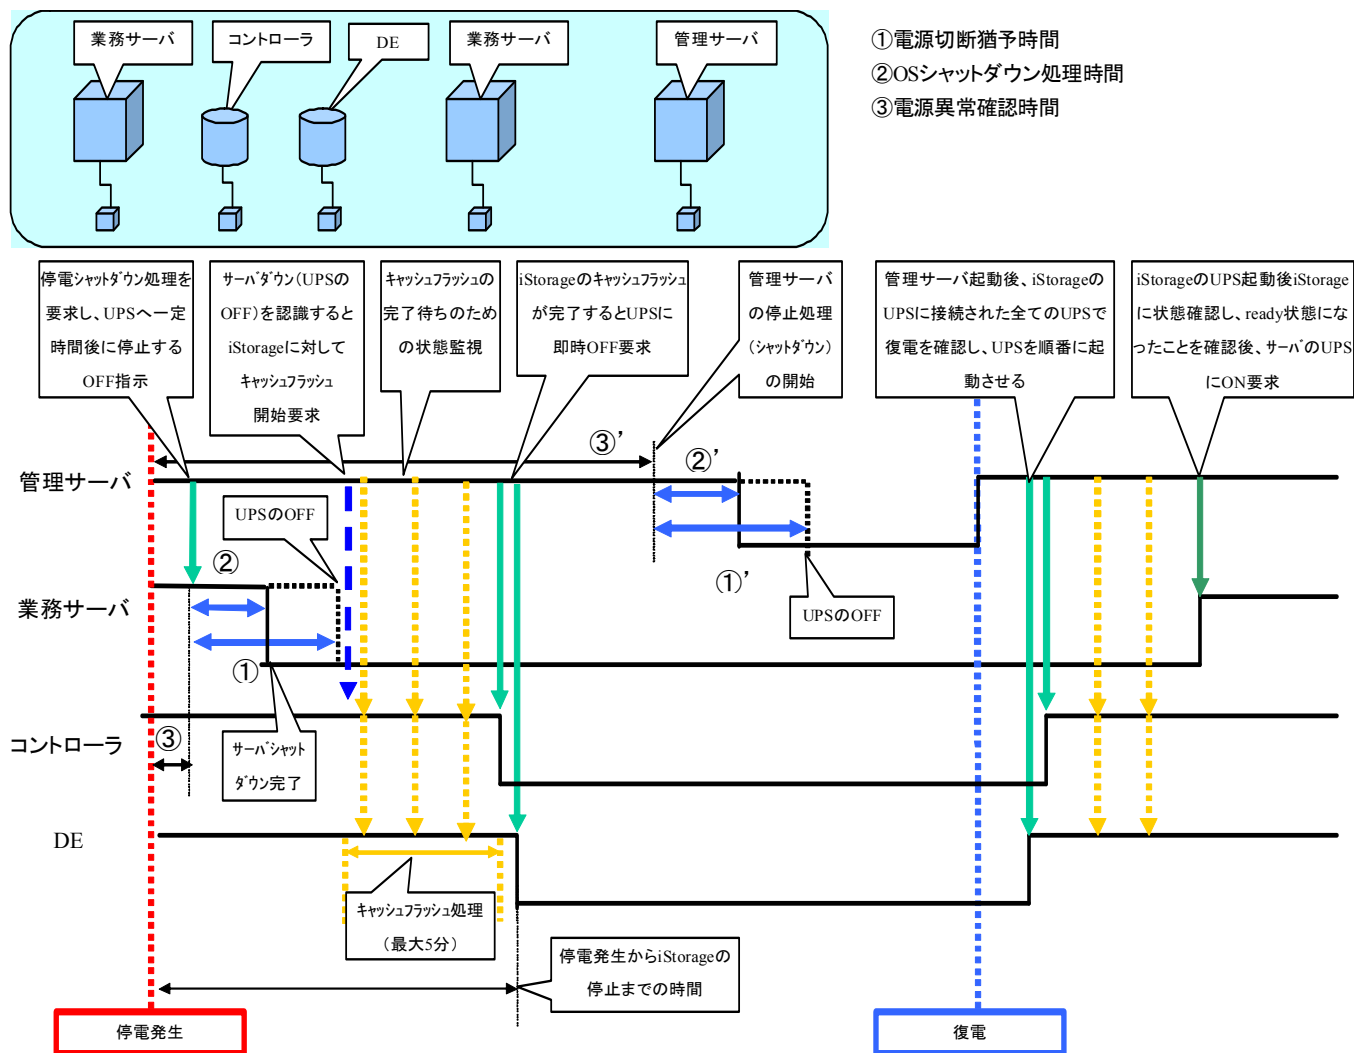 業務サーバ
コントローラ
DE
業務サーバ
管理サーバ
①電源切断猶予時間
②OSシャットダウン処理時間
③電源異常確認時間
停電シャットダウン処理を
要求し、UPSへ一定
時間後に停止する
OFF指示
サーバダウン（UPSの
OFF）を認識すると
iStorageに対して
キャッシュフラッシュ
開始要求
キャッシュフラッシュの
完了待ちのため
の状態監視
iStorageのキャッシュフラッシュ
が完了するとUPSに
即時OFF要求
管理サーバ
の停止処理
（シャットダウン）
の開始
管理サーバ起動後、iStorageの
UPSに接続された全てのUPSで
復電を確認し、UPSを順番に起
動させる
iStorageのUPS起動後iStorage
に状態確認し、ready状態にな
ったことを確認後、サーバのUPS
にON要求
③’
②’
管理サーバ
UPSのOFF
②
①’
UPSのOFF
業務サーバ
①
③
コントローラ
サーバシャット
ダウン完了
DE
キャッシュフラッシュ処理
（最大5分）
停電発生からiStorageの
停止までの時間
停電発生
復電